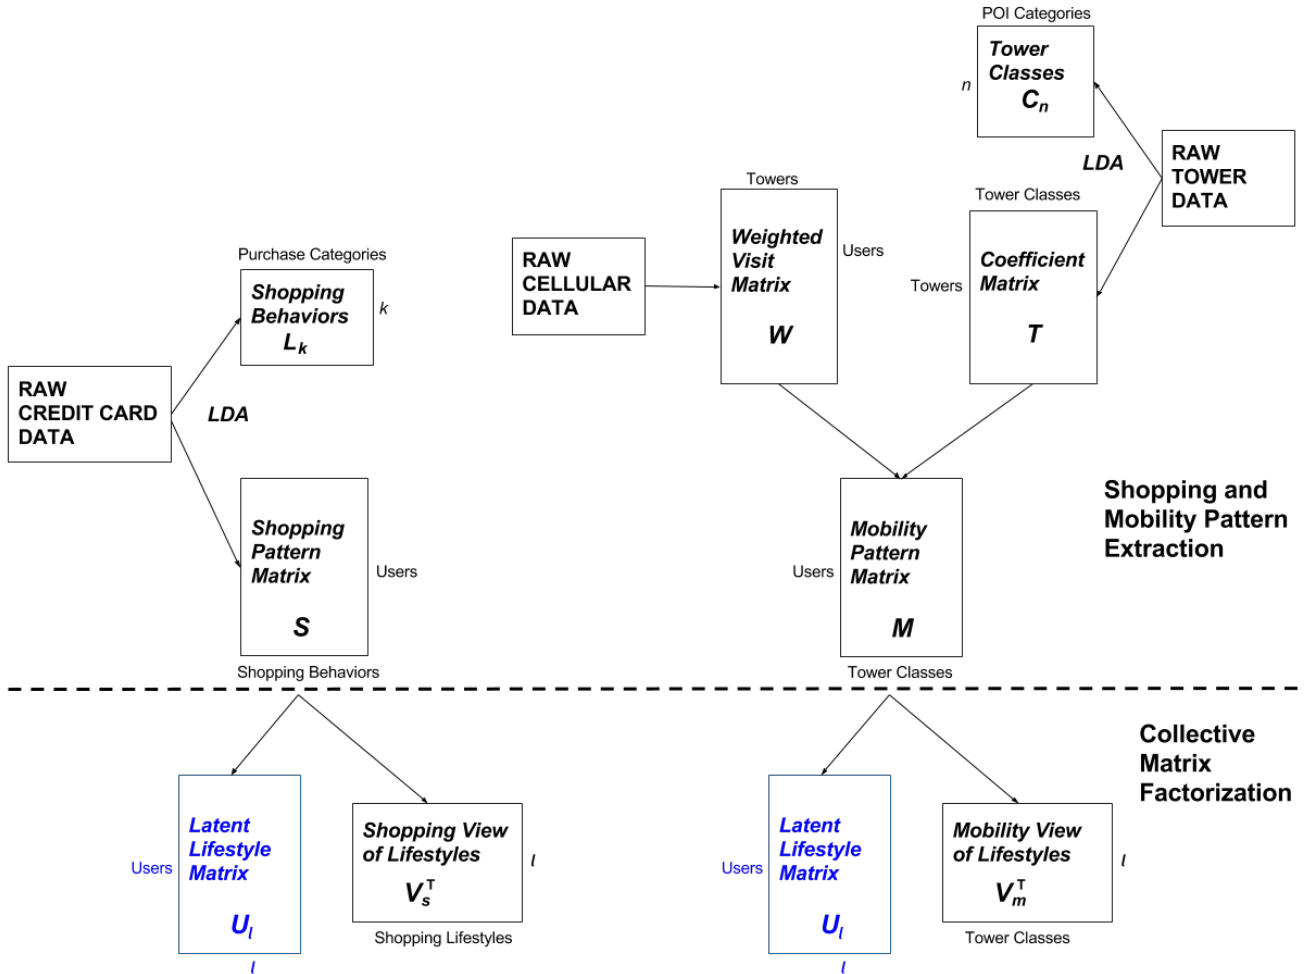 POI Categories
Tower
Classes
Cn
n
RAW
TOWER
DATA
LDA
Towers
Weighted
Visit
Matrix
W
Users
Tower Classes
Coefficient
Matrix
T
Towers
RAW
CELLULAR
DATA
Purchase Categories
Shopping
Behaviors
Lk
k
RAW
CREDIT CARD
DATA
LDA
Shopping
Pattern
Matrix
S
Users
Shopping Behaviors
Mobility
Pattern
Matrix
M
Users
Tower Classes
Shopping and
Mobility Pattern
Extraction
Collective
Matrix
Factorization
Latent
Lifestyle
Matrix
Ul
Users
l
Shopping View
of Lifestyles
VsT
l
Shopping Lifestyles
Latent
Lifestyle
Matrix
Ul
Users
l
Mobility View
of Lifestyles
VmT
l
Tower Classes